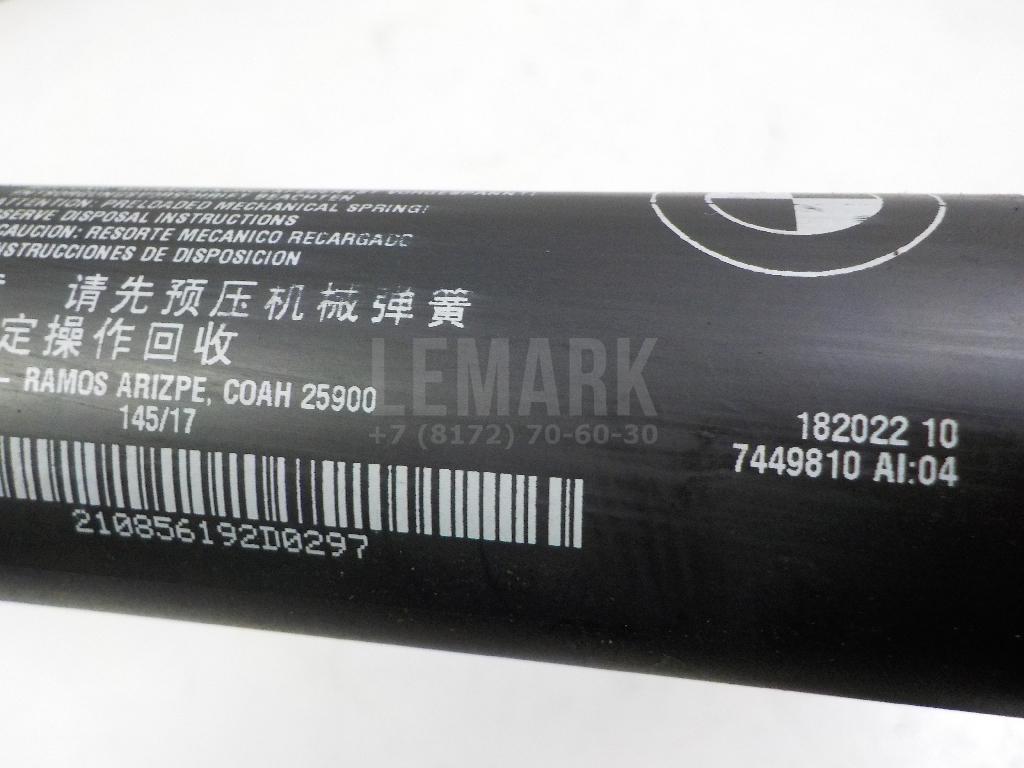 ATTENTION: PRELOADED MECHANICAL SPRING!
SERVE DISPOSAL INSTRUCTIONS
CAUCION: RESORTE MECANICO RECARGADO
NSTRUCCIONES DE DISPOSICION
请先预压机械弹簧
定操作回收
- RAMOS ARIZPE, COAH 25900
145/17
210856192D0297
182022 10
7449810 AI:04
LEMARK
+7 (8172) 70-60-30